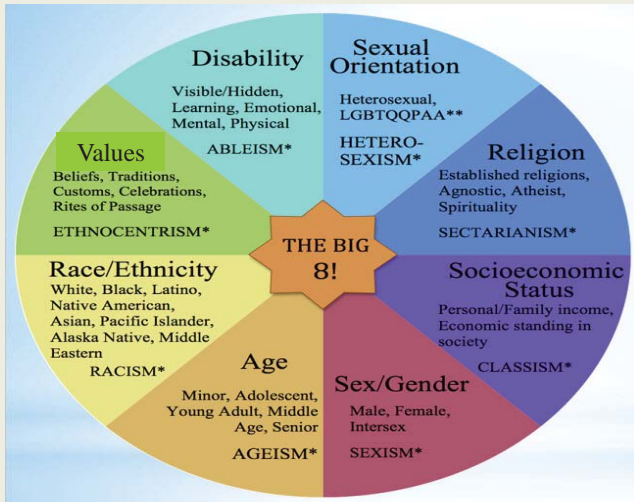 Disability
Visible/Hidden,
Learning, Emotional,
Mental, Physical
ABLEISM*
Sexual
Orientation
Heterosexual,
LGBTQQPAA**
HETERO-
SEXISM*
Values
Beliefs, Traditions,
Customs, Celebrations,
Rites of Passage
ETHNOCENTRISM*
Religion
Established religions,
Agnostic, Atheist,
Spirituality
SECTARIANISM*
THE BIG
8!
Race/Ethnicity
White, Black, Latino,
Native American,
Asian, Pacific Islander,
Alaska Native, Middle
Eastern
RACISM*
Socioeconomic
Status
Personal/Family income,
Economic standing in
society
CLASSISM*
Age
Minor, Adolescent,
Young Adult, Middle
Age, Senior
AGEISM*
Sex/Gender
Male, Female,
Intersex
SEXISM*